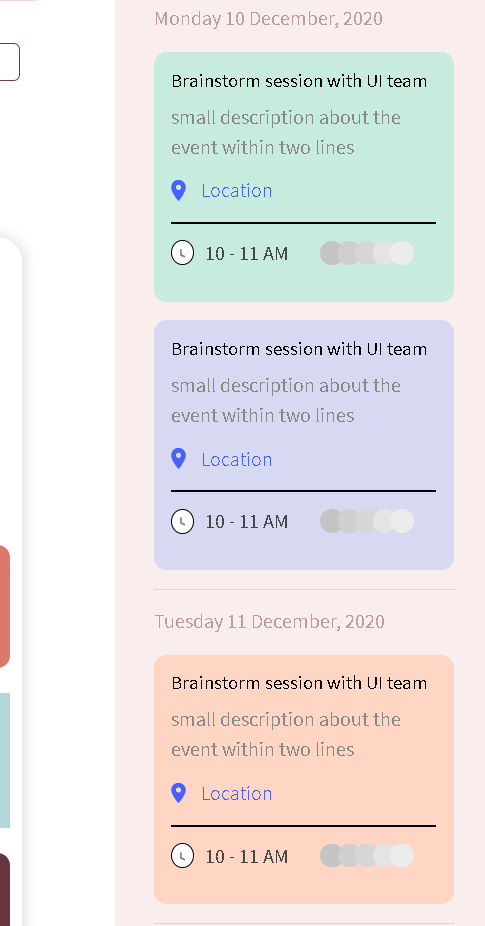 Monday 10 December, 2020
Brainstorm session with UI team
small description about the
event within two lines
Location
10 - 11 AM
Brainstorm session with UI team
small description about the
event within two lines
Location
10 - 11 AM
Tuesday 11 December, 2020
Brainstorm session with UI team
small description about the
event within two lines
Location
10 - 11 AM